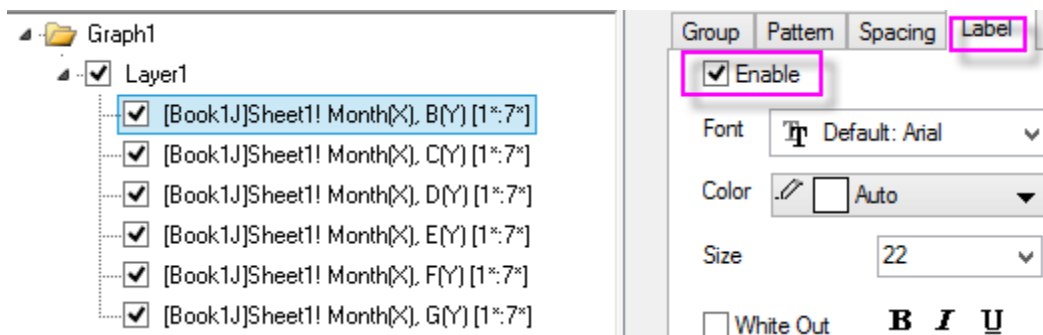 Graph1
Layer1
[Book1J]Sheet1! Month(X), B(Y) [1*:7*]
[Book1J]Sheet1! Month(X), C(Y) [1*:7*]
[Book1J]Sheet1! Month(X), D(Y) [1*:7*]
[Book1J]Sheet1! Month(X), E(Y) [1*:7*]
[Book1J]Sheet1! Month(X), F(Y) [1*:7*]
[Book1J]Sheet1! Month(X), G(Y) [1*:7*]
Group Pattern Spacing Label
Enable
Font Tr Default: Arial
Color Auto
Size 22
White Out B I U